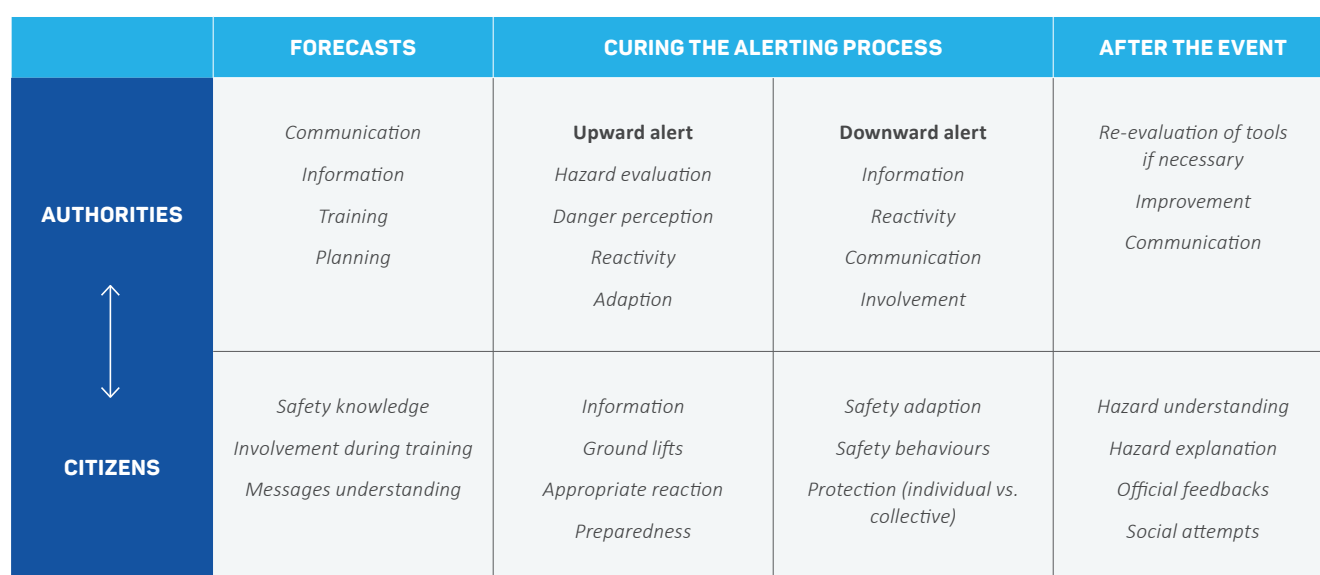 FORECASTS
CURING THE ALERTING PROCESS
AFTER THE EVENT
AUTHORITIES
Communication
Information
Training
Planning
Upward alert
Hazard evaluation
Danger perception
Reactivity
Adaption
Downward alert
Information
Reactivity
Communication
Involvement
Re-evaluation of tools
if necessary
Improvement
Communication
CITIZENS
Safety knowledge
Involvement during training
Messages understanding
Information
Ground lifts
Appropriate reaction
Preparedness
Safety adaption
Safety behaviours
Protection (individual vs.
collective)
Hazard understanding
Hazard explanation
Official feedbacks
Social attempts